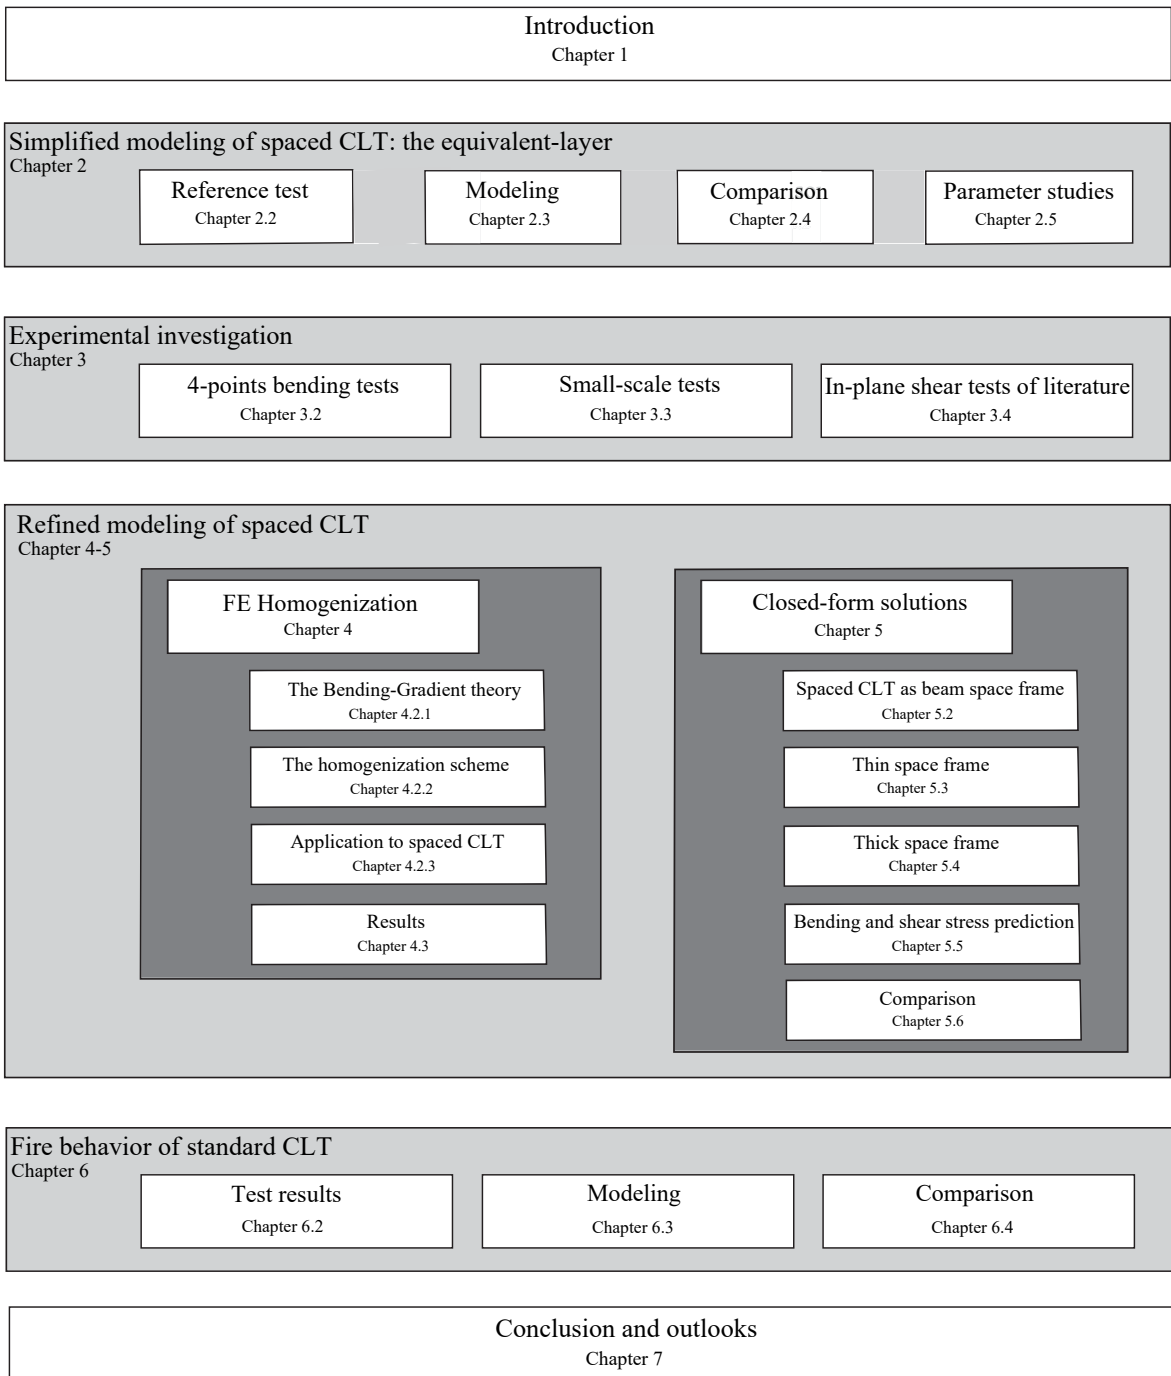 Introduction
Chapter 1
Simplified modeling of spaced CLT: the equivalent-layer
Chapter 2
Reference test
Chapter 2.2
Modeling
Chapter 2.3
Comparison
Chapter 2.4
Parameter studies
Chapter 2.5
Experimental investigation
Chapter 3
4-points bending tests
Chapter 3.2
Small-scale tests
Chapter 3.3
In-plane shear tests of literature
Chapter 3.4
Refined modeling of spaced CLT
Chapter 4-5
FE Homogenization
Chapter 4
The Bending-Gradient theory
Chapter 4.2.1
The homogenization scheme
Chapter 4.2.2
Application to spaced CLT
Chapter 4.2.3
Results
Chapter 4.3
Closed-form solutions
Chapter 5
Spaced CLT as beam space frame
Chapter 5.2
Thin space frame
Chapter 5.3
Thick space frame
Chapter 5.4
Bending and shear stress prediction
Chapter 5.5
Comparison
Chapter 5.6
Fire behavior of standard CLT
Chapter 6
Test results
Chapter 6.2
Modeling
Chapter 6.3
Comparison
Chapter 6.4
Conclusion and outlooks
Chapter 7